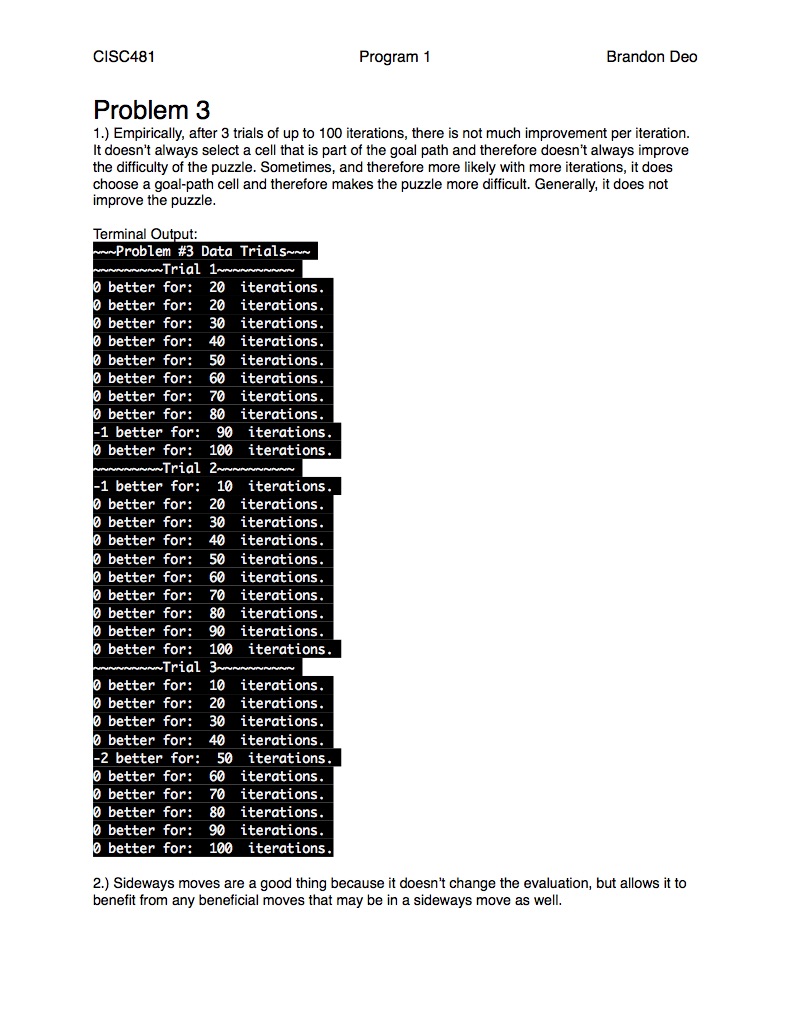 CISC481 Program 1 Brandon Deo
Problem 3
1.) Empirically, after 3 trials of up to 100 iterations, there is not much improvement per iteration.
It doesn't always select a cell that is part of the goal path and therefore doesn't always improve
the difficulty of the puzzle. Sometimes, and therefore more likely with more iterations, it does
choose a goal-path cell and therefore makes the puzzle more difficult. Generally, it does not
improve the puzzle.
Terminal Output:
~~~Problem #3 Data Trials~~~
~~~~~~~~~Trial 1~~~~~~~~~~
0 better for:  20  iterations.
0 better for:  20  iterations.
0 better for:  30  iterations.
0 better for:  40  iterations.
0 better for:  50  iterations.
0 better for:  60  iterations.
0 better for:  70  iterations.
0 better for:  80  iterations.
-1 better for:  90  iterations.
0 better for:  100  iterations.
~~~~~~~~~Trial 2~~~~~~~~~~
-1 better for:  10  iterations.
0 better for:  20  iterations.
0 better for:  30  iterations.
0 better for:  40  iterations.
0 better for:  50  iterations.
0 better for:  60  iterations.
0 better for:  70  iterations.
0 better for:  80  iterations.
0 better for:  90  iterations.
0 better for:  100  iterations.
~~~~~~~~~Trial 3~~~~~~~~~~
0 better for:  10  iterations.
0 better for:  20  iterations.
0 better for:  30  iterations.
0 better for:  40  iterations.
-2 better for:  50  iterations.
0 better for:  60  iterations.
0 better for:  70  iterations.
0 better for:  80  iterations.
0 better for:  90  iterations.
0 better for:  100  iterations.
2.) Sideways moves are a good thing because it doesn't change the evaluation, but allows it to
benefit from any beneficial moves that may be in a sideways move as well.